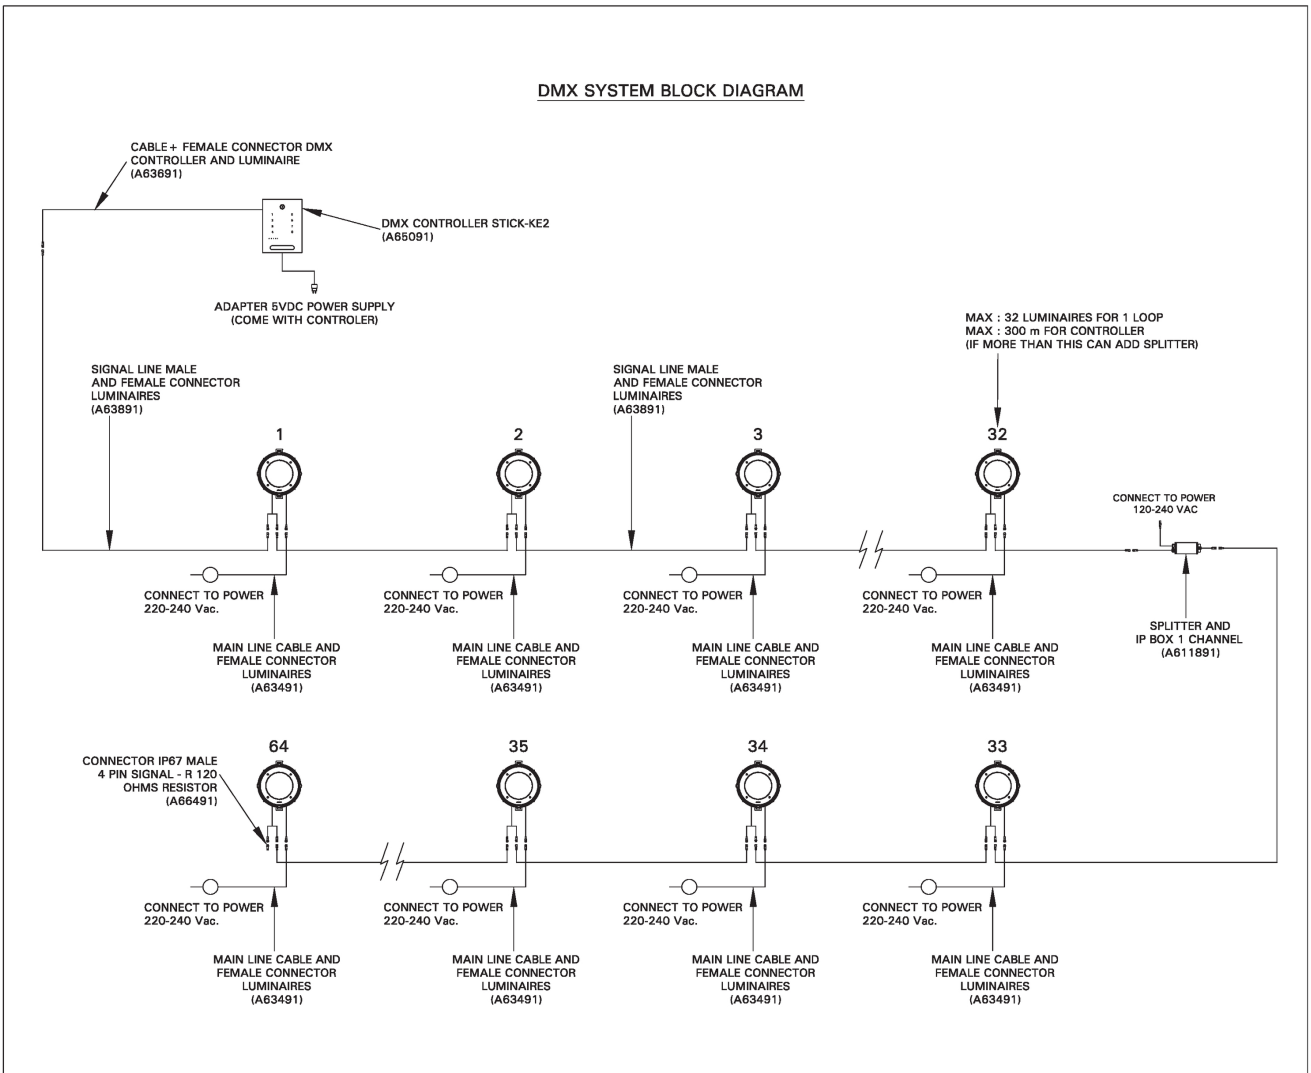 DMX SYSTEM BLOCK DIAGRAM
CABLE+ FEMALE CONNECTOR DMX
CONTROLLER AND LUMINAIRE
(A63691)
DMX CONTROLLER STICK-KE2
(A65091)
ADAPTER 5VDC POWER SUPPLY
(COME WITH CONTROLER)
MAX : 32 LUMINAIRES FOR 1 LOOP
MAX : 300 m FOR CONTROLLER
(IF MORE THAN THIS CAN ADD SPLITTER)
SIGNAL LINE MALE
AND FEMALE CONNECTOR
LUMINAIRES
(A63891)
SIGNAL LINE MALE
AND FEMALE CONNECTOR
LUMINAIRES
(A63891)
1
2
3
32
CONNECT TO POWER
120-240 VAC
CONNECT TO POWER
220-240 Vac.
CONNECT TO POWER
220-240 Vac.
CONNECT TO POWER
220-240 Vac.
CONNECT TO POWER
220-240 Vac.
SPLITTER AND
IP BOX 1 CHANNEL
(A611891)
MAIN LINE CABLE AND
FEMALE CONNECTOR
LUMINAIRES
(A63491)
MAIN LINE CABLE AND
FEMALE CONNECTOR
LUMINAIRES
(A63491)
MAIN LINE CABLE AND
FEMALE CONNECTOR
LUMINAIRES
(A63491)
MAIN LINE CABLE AND
FEMALE CONNECTOR
LUMINAIRES
(A63491)
64
35
34
33
CONNECTOR IP67 MALE
4 PIN SIGNAL - R 120
OHMS RESISTOR
(A66491)
CONNECT TO POWER
220-240 Vac.
CONNECT TO POWER
220-240 Vac.
CONNECT TO POWER
220-240 Vac.
CONNECT TO POWER
220-240 Vac.
MAIN LINE CABLE AND
FEMALE CONNECTOR
LUMINAIRES
(A63491)
MAIN LINE CABLE AND
FEMALE CONNECTOR
LUMINAIRES
(A63491)
MAIN LINE CABLE AND
FEMALE CONNECTOR
LUMINAIRES
(A63491)
MAIN LINE CABLE AND
FEMALE CONNECTOR
LUMINAIRES
(A63491)